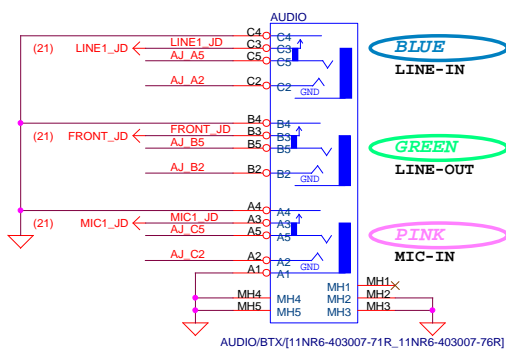 AUDIO
C4 C4
(21) LINE1_JD LINE1_JD C3 C3
AJ_A5 C5 C5
BLUE
LINE-IN
AJ_A2 C2 C2
GND
B4 B4
(21) FRONT_JD FRONT_JD B3 B3
AJ_B5 B5 B5
GREEN
LINE-OUT
AJ_B2 B2 B2
GND
A4 A4
(21) MIC1_JD MIC1_JD A3 A3
AJ_C5 A5 A5
PINK
MIC-IN
AJ_C2 A2 A2
GND
A1 A1
MH1 MH1
MH4 MH4 MH2 MH2
MH5 MH5 MH3 MH3
AUDIO/BTX/[11NR6-403007-71R_11NR6-403007-76R]